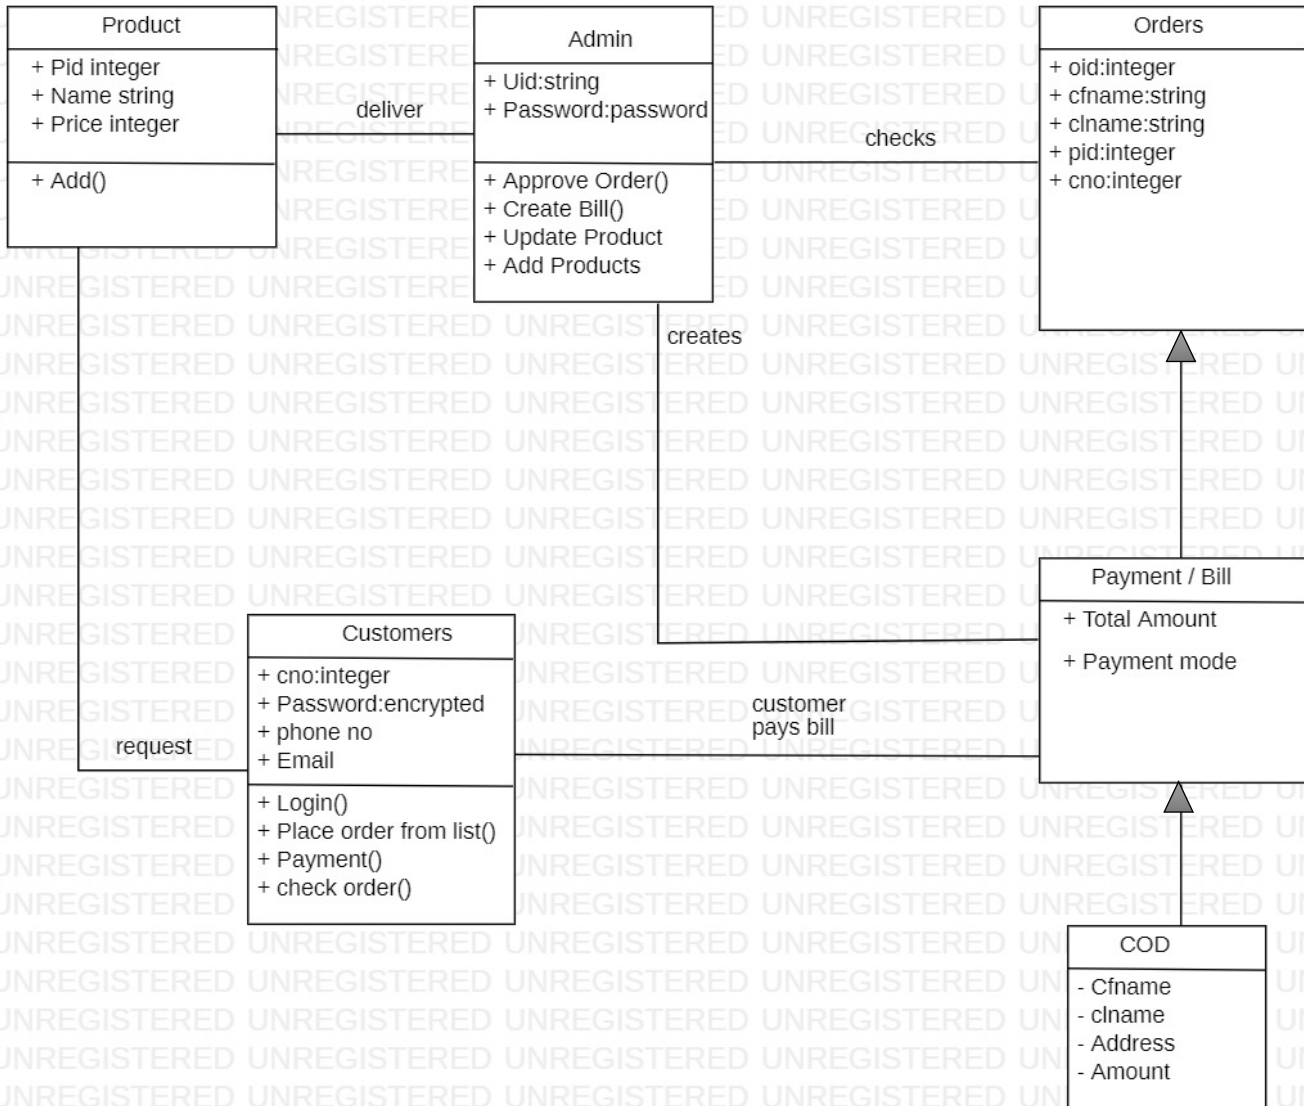 Product
+ Pid integer
+ Name string
+ Price integer
+ Add()
deliver
Admin
+ Uid:string
+ Password:password
+ Approve Order()
+ Create Bill()
+ Update Product
+ Add Products
checks
Orders
+ oid:integer
+ cfname:string
+ clname:string
+ pid:integer
+ cno:integer
creates
request
Customers
+ cno:integer
+ Password:encrypted
+ phone no
+ Email
+ Login()
+ Place order from list()
+ Payment()
+ check order()
customer
pays bill
Payment / Bill
+ Total Amount
+ Payment mode
COD
- Cfname
- clname
- Address
- Amount
UNREGISTERED